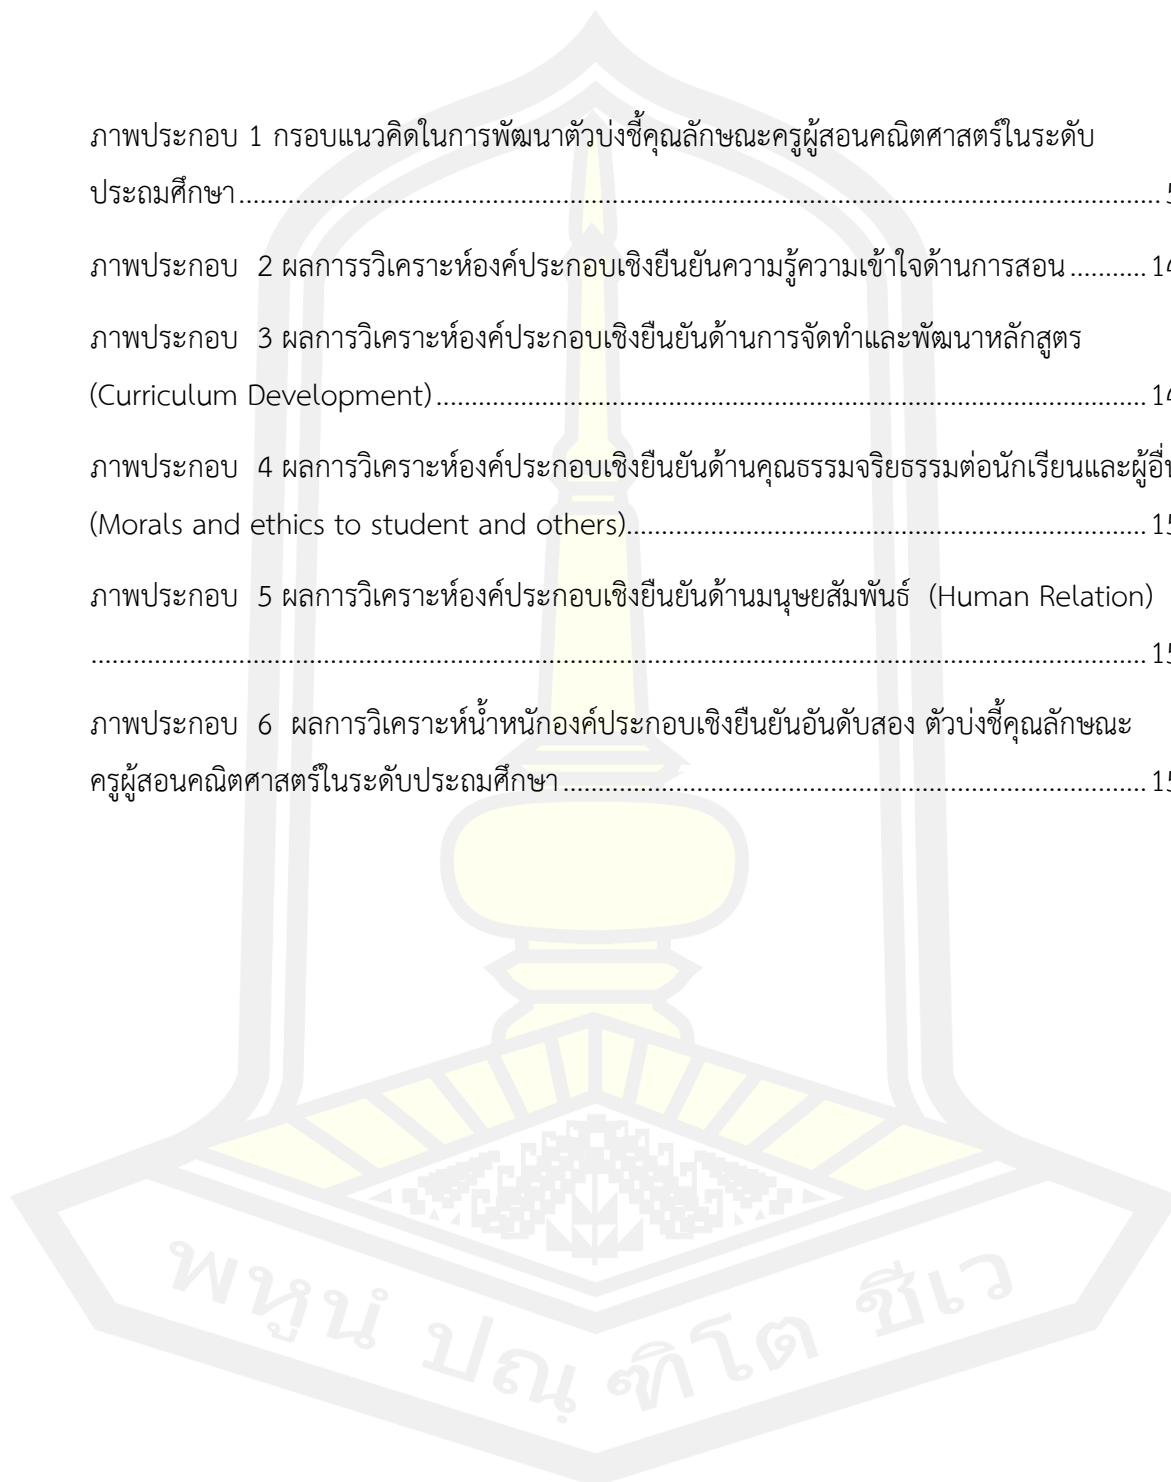 ภาพประกอบ 1 กรอบแนวคิดในการพัฒนาตัวบ่งชี้คุณลักษณะครูผู้สอนคณิตศาสตร์ในระดับ
ประถมศึกษา........................................................................................................................ 5
ภาพประกอบ 2 ผลการรวิเคราะห์องค์ประกอบเชิงยืนยันความรู้ความเข้าใจด้านการสอน........... 14
ภาพประกอบ 3 ผลการวิเคราะห์องค์ประกอบเชิงยืนยันด้านการจัดทำและพัฒนาหลักสูตร
(Curriculum Development)........................................................................................ 14
ภาพประกอบ 4 ผลการวิเคราะห์องค์ประกอบเชิงยืนยันด้านคุณธรรมจริยธรรมต่อนักเรียนและผู้อื่น
(Morals and ethics to student and others)................................................................ 15
ภาพประกอบ 5 ผลการวิเคราะห์องค์ประกอบเชิงยืนยันด้านมนุษยสัมพันธ์ (Human Relation)
........................................................................................................................ 15
ภาพประกอบ 6 ผลการวิเคราะห์น้ำหนักองค์ประกอบเชิงยืนยันอันดับสอง ตัวบ่งชี้คุณลักษณะ
ครูผู้สอนคณิตศาสตร์ในระดับประถมศึกษา........................................................................ 15
พหูนํ ปณฺฑิโต ชีเว